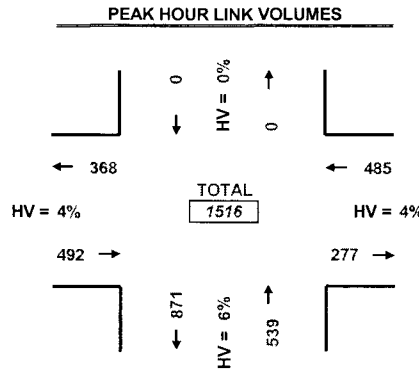 PEAK HOUR LINK VOLUMES
0
HV = 0%
0
368
485
TOTAL
HV = 4%
1516
HV = 4%
492
277
871
HV = 6%
539